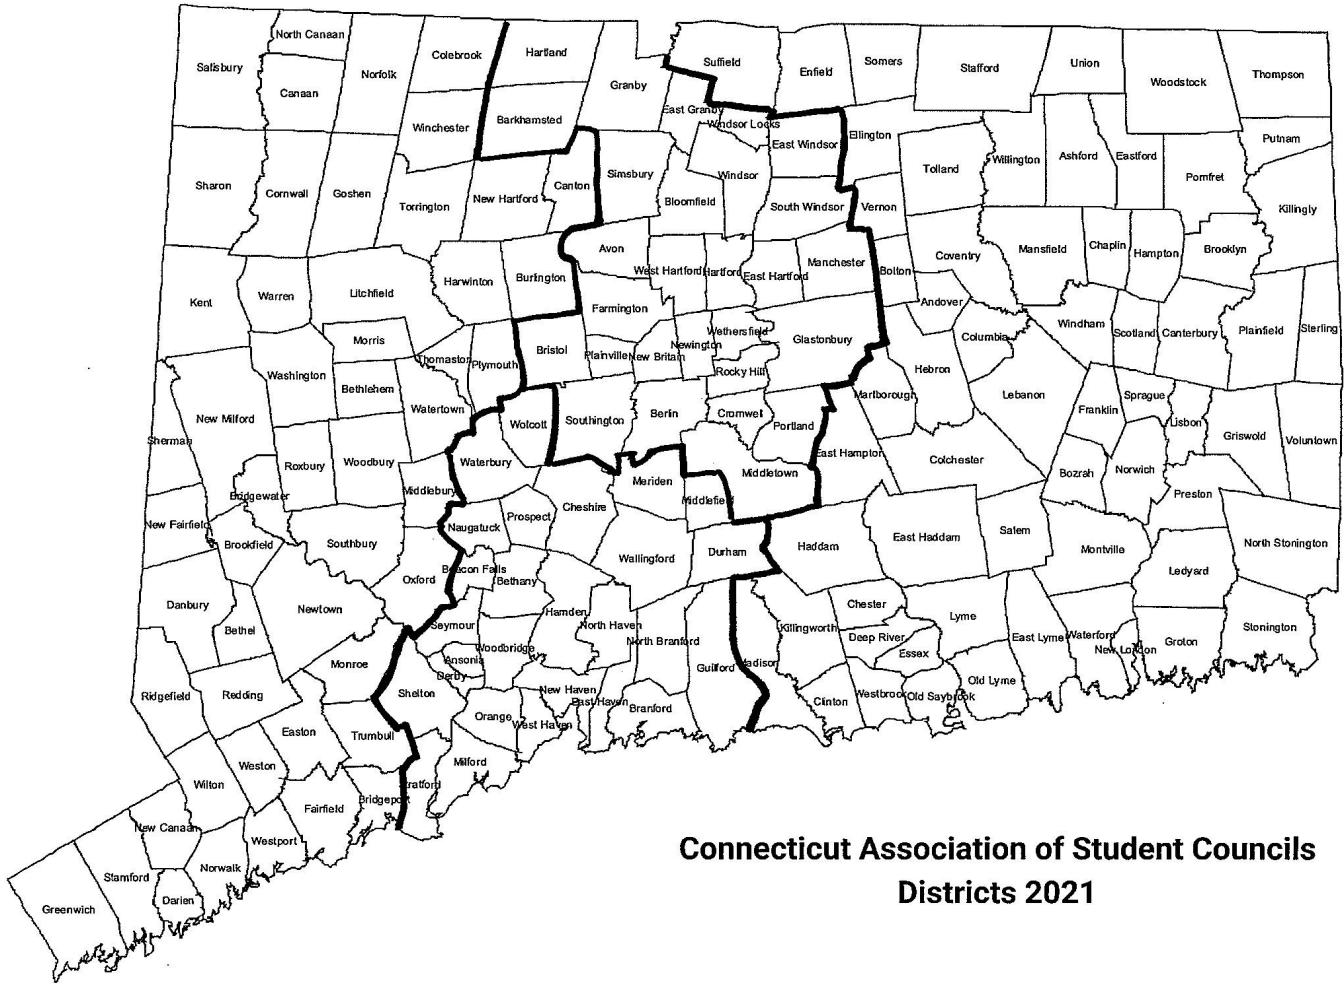 North Canaan
Salisbury
Norfolk
Colebrook
Hartland
Granby
Suffield
Enfield
Somers
Stafford
Union
Woodstock
Thompson
Canaan
Winchester
Barkhamsted
East Granby
Windsor Locks
East Windsor
Ellington
Tolland
Willington
Ashford
Eastford
Pomfret
Putnam
Sharon
Cornwall
Goshen
Torrington
New Hartford
Canton
Simsbury
Bloomfield
Windsor
South Windsor
Vernon
Killingly
Kent
Warren
Litchfield
Harwinton
Burlington
Avon
West Hartford
Hartford
East Hartford
Manchester
Bolton
Coventry
Mansfield
Chaplin
Hampton
Brooklyn
Farmington
Andover
Columbia
Windham
Scotland
Canterbury
Plainfield
Sterling
Morris
Washington
Bethlehem
Thomaston
Plymouth
Bristol
Plainville
New Britain
Newington
Wethersfield
Rocky Hill
Glastonbury
Hebron
Marlborough
Lebanon
Franklin
Sprague
Lisbon
Griswold
Voluntown
New Milford
Sherman
Watertown
Wolcott
Southington
Berlin
Cromwell
Portland
East Hampton
Colchester
Bozrah
Norwich
Preston
Roxbury
Woodbury
Middlebury
Waterbury
Meriden
Middlefield
Middletown
Bridgewater
New Fairfield
Brookfield
Southbury
Naugatuck
Prospect
Cheshire
Wallingford
Durham
Haddam
East Haddam
Salem
Montville
Ledyard
North Stonington
Danbury
Bethel
Newtown
Oxford
Beacon Falls
Bethany
Hamden
North Haven
North Branford
Guilford
Madison
Killingworth
Chester
Deep River
Essex
Lyme
East Lyme
Waterford
New London
Groton
Stonington
Seymour
Woodbridge
Ansonia
Derby
Monroe
Ridgefield
Redding
Shelton
Orange
New Haven
West Haven
East Haven
Branford
Clinton
Westbrook
Old Saybrook
Old Lyme
Easton
Trumbull
Weston
Wilton
Milford
Stratford
Bridgeport
Fairfield
Westport
New Canaan
Norwalk
Stamford
Darien
Greenwich
Connecticut Association of Student Councils
Districts 2021